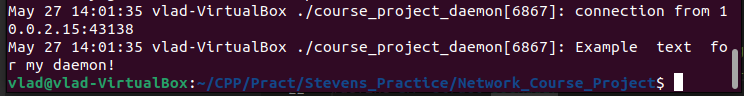 May 27 14:01:35 vlad-VirtualBox ./course_project_daemon[6867]: connection from 1
0.0.2.15:43138
May 27 14:01:35 vlad-VirtualBox ./course_project_daemon[6867]: Example  text  fo
r my daemon!
vlad@vlad-VirtualBox:~/CPP/Pract/Stevens_Practice/Network_Course_Project$